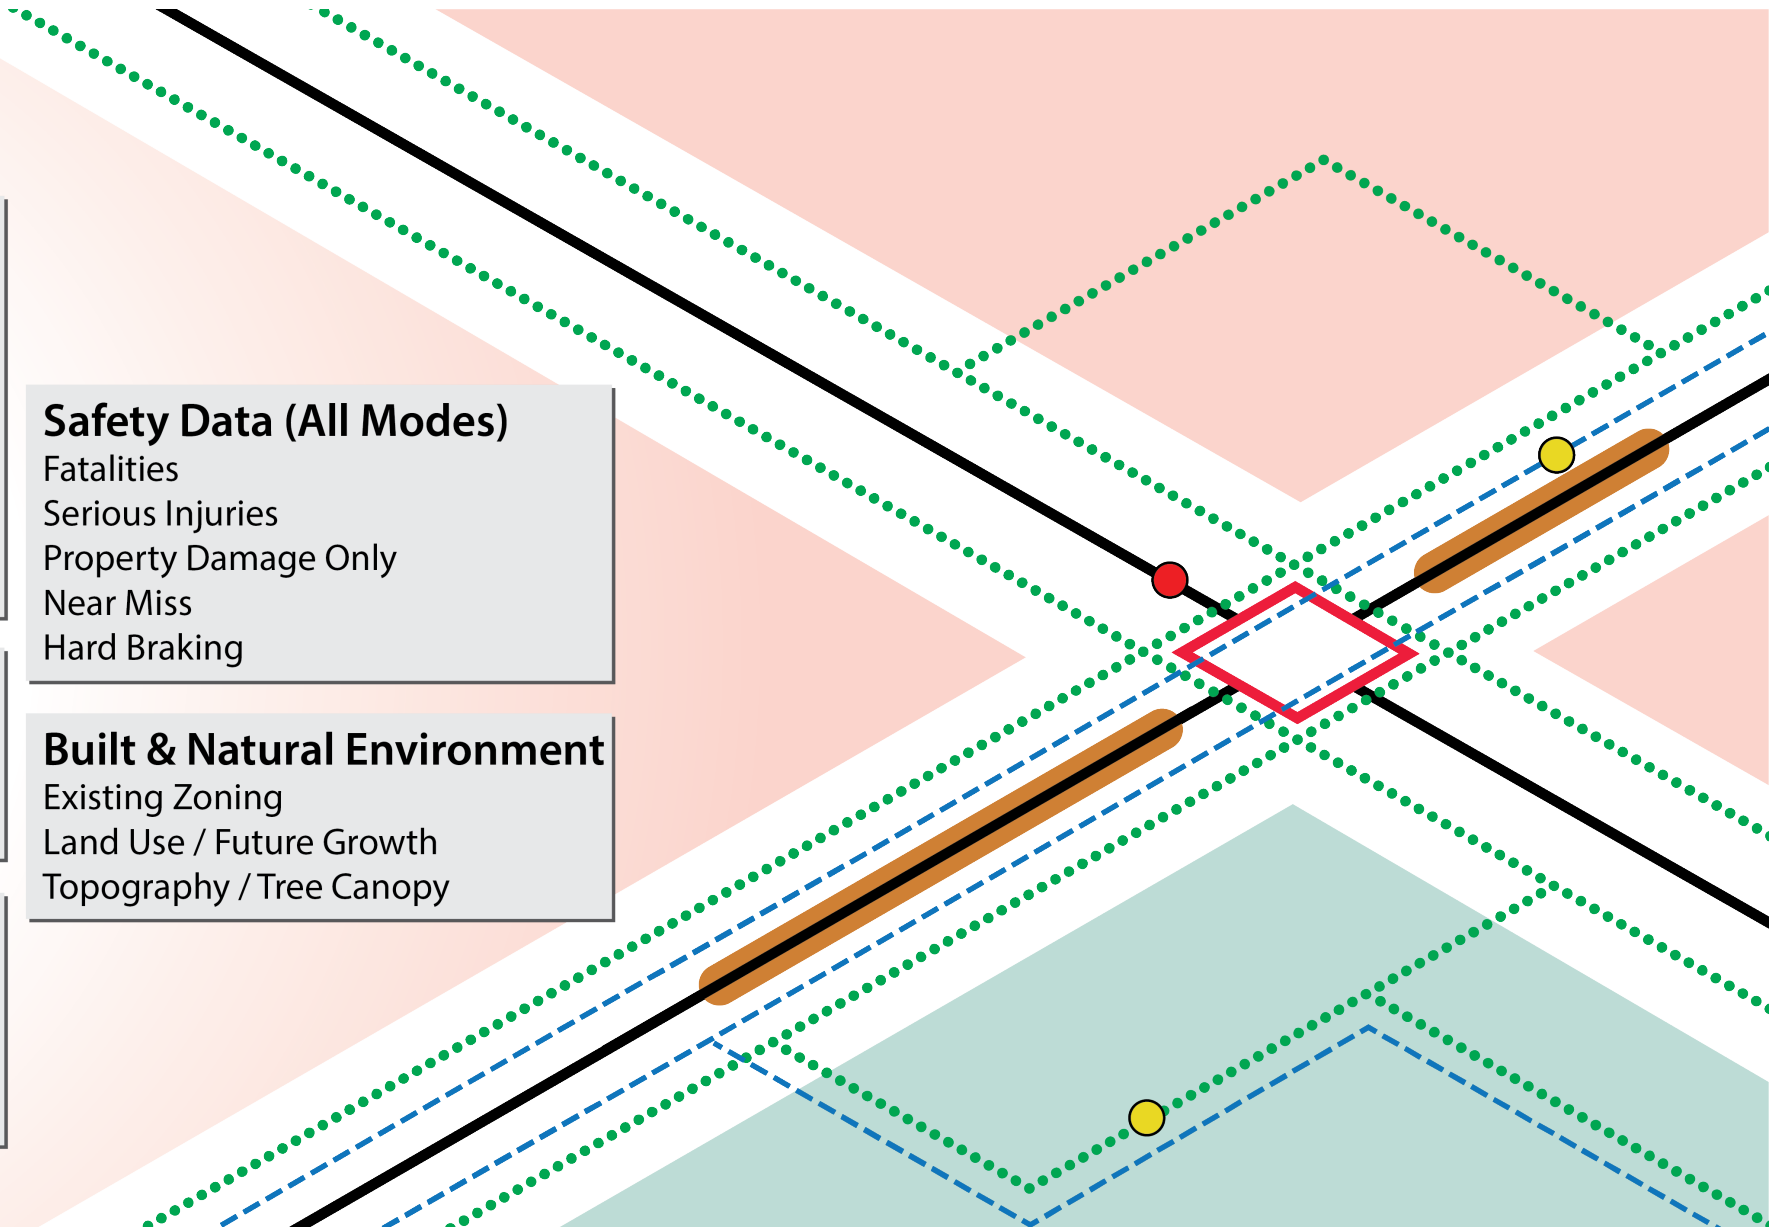 Safety Data (All Modes)
Fatalities
Serious Injuries
Property Damage Only
Near Miss
Hard Braking
Built & Natural Environment
Existing Zoning
Land Use / Future Growth
Topography / Tree Canopy